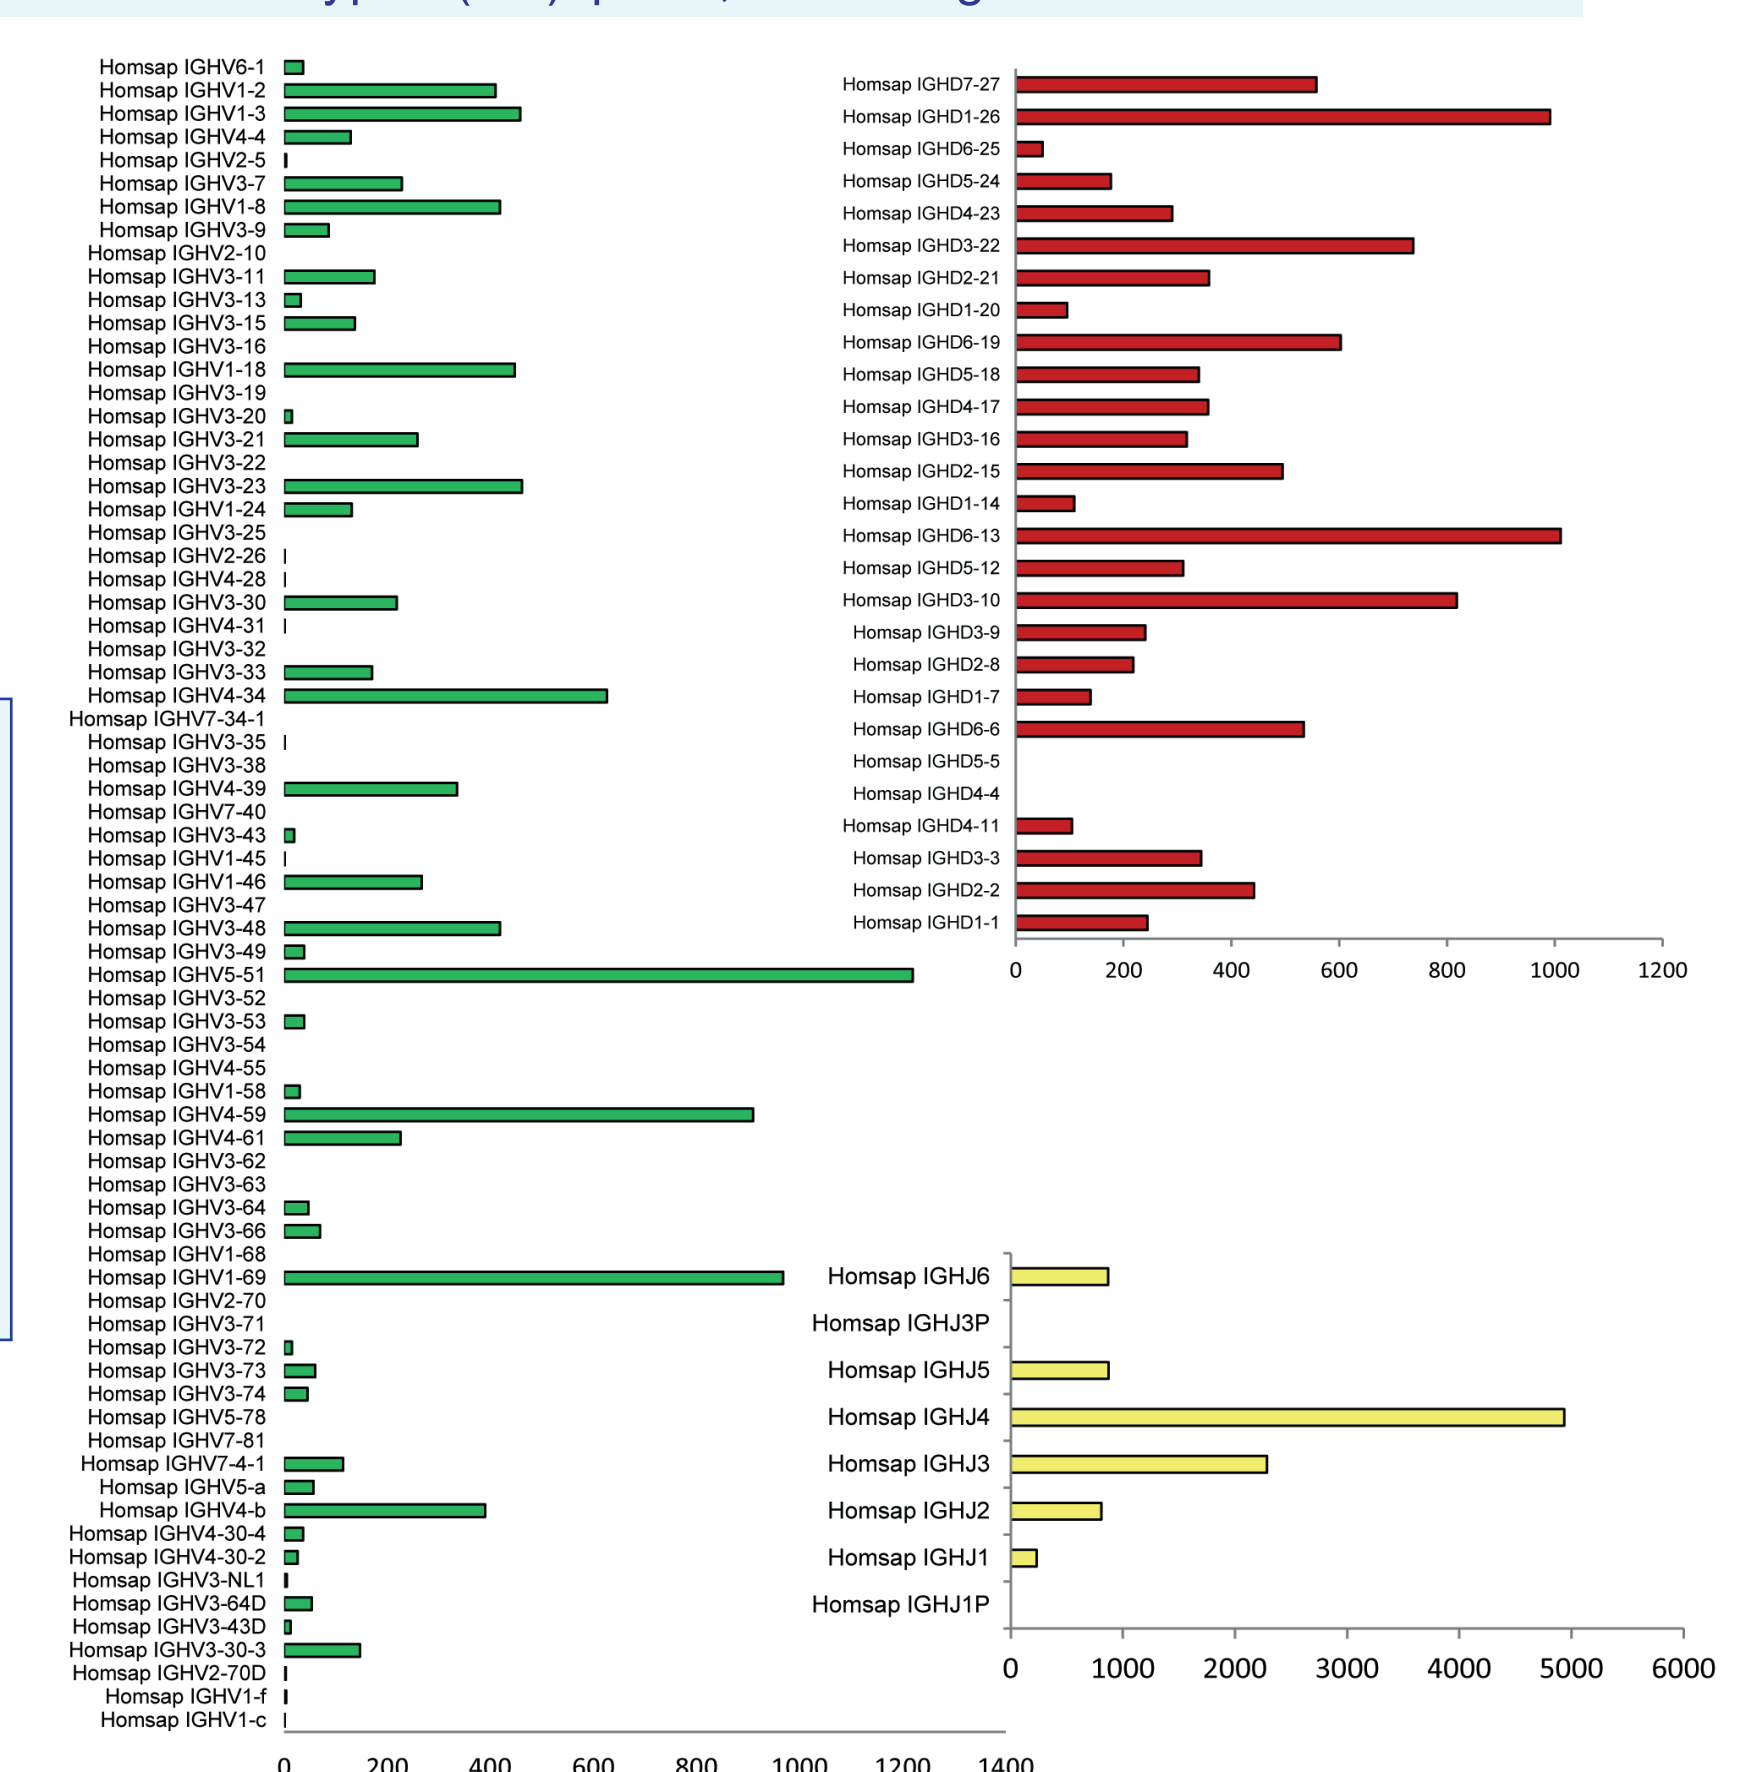 Homsap IGHV6-1
Homsap IGHV1-2
Homsap IGHV1-3
Homsap IGHV4-4
Homsap IGHV2-5
Homsap IGHV3-7
Homsap IGHV1-8
Homsap IGHV3-9
Homsap IGHV2-10
Homsap IGHV3-11
Homsap IGHV3-13
Homsap IGHV3-15
Homsap IGHV3-16
Homsap IGHV1-18
Homsap IGHV3-19
Homsap IGHV3-20
Homsap IGHV3-21
Homsap IGHV3-22
Homsap IGHV3-23
Homsap IGHV1-24
Homsap IGHV3-25
Homsap IGHV2-26
Homsap IGHV4-28
Homsap IGHV3-30
Homsap IGHV4-31
Homsap IGHV3-32
Homsap IGHV3-33
Homsap IGHV4-34
Homsap IGHV7-34-1
Homsap IGHV3-35
Homsap IGHV3-38
Homsap IGHV4-39
Homsap IGHV7-40
Homsap IGHV3-43
Homsap IGHV1-45
Homsap IGHV1-46
Homsap IGHV3-47
Homsap IGHV3-48
Homsap IGHV3-49
Homsap IGHV5-51
Homsap IGHV3-52
Homsap IGHV3-53
Homsap IGHV3-54
Homsap IGHV4-55
Homsap IGHV1-58
Homsap IGHV4-59
Homsap IGHV4-61
Homsap IGHV3-62
Homsap IGHV3-63
Homsap IGHV3-64
Homsap IGHV3-66
Homsap IGHV1-68
Homsap IGHV1-69
Homsap IGHV2-70
Homsap IGHV3-71
Homsap IGHV3-72
Homsap IGHV3-73
Homsap IGHV3-74
Homsap IGHV5-78
Homsap IGHV7-81
Homsap IGHV7-4-1
Homsap IGHV5-a
Homsap IGHV4-b
Homsap IGHV4-30-4
Homsap IGHV4-30-2
Homsap IGHV3-NL1
Homsap IGHV3-64D
Homsap IGHV3-43D
Homsap IGHV3-30-3
Homsap IGHV2-70D
Homsap IGHV1-f
Homsap IGHV1-c
0 200 400 600 800 1000 1200 1400
Homsap IGHD7-27
Homsap IGHD1-26
Homsap IGHD6-25
Homsap IGHD5-24
Homsap IGHD4-23
Homsap IGHD3-22
Homsap IGHD2-21
Homsap IGHD1-20
Homsap IGHD6-19
Homsap IGHD5-18
Homsap IGHD4-17
Homsap IGHD3-16
Homsap IGHD2-15
Homsap IGHD1-14
Homsap IGHD6-13
Homsap IGHD5-12
Homsap IGHD3-10
Homsap IGHD3-9
Homsap IGHD2-8
Homsap IGHD1-7
Homsap IGHD6-6
Homsap IGHD5-5
Homsap IGHD4-4
Homsap IGHD4-11
Homsap IGHD3-3
Homsap IGHD2-2
Homsap IGHD1-1
0 200 400 600 800 1000 1200
Homsap IGHJ6
Homsap IGHJ3P
Homsap IGHJ5
Homsap IGHJ4
Homsap IGHJ3
Homsap IGHJ2
Homsap IGHJ1
Homsap IGHJ1P
0 1000 2000 3000 4000 5000 6000